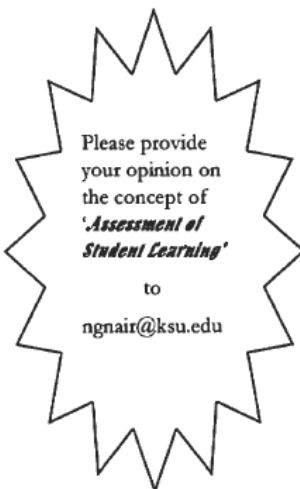 Please provide
your opinion on
the concept of
'Assessment of
Student Learning'
to
ngnair@ksu.edu